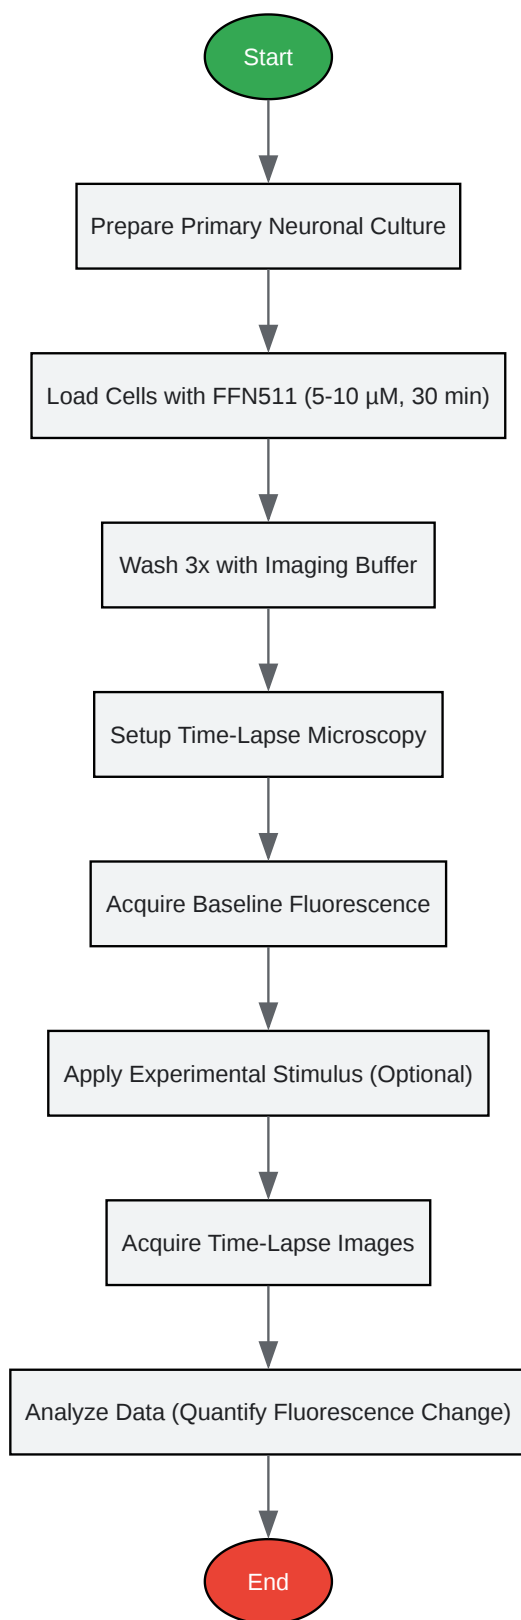 Start
Prepare Primary Neuronal Culture
Load Cells with FFN511 (5-10 µM, 30 min)
Wash 3x with Imaging Buffer
Setup Time-Lapse Microscopy
Acquire Baseline Fluorescence
Apply Experimental Stimulus (Optional)
Acquire Time-Lapse Images
Analyze Data (Quantify Fluorescence Change)
End